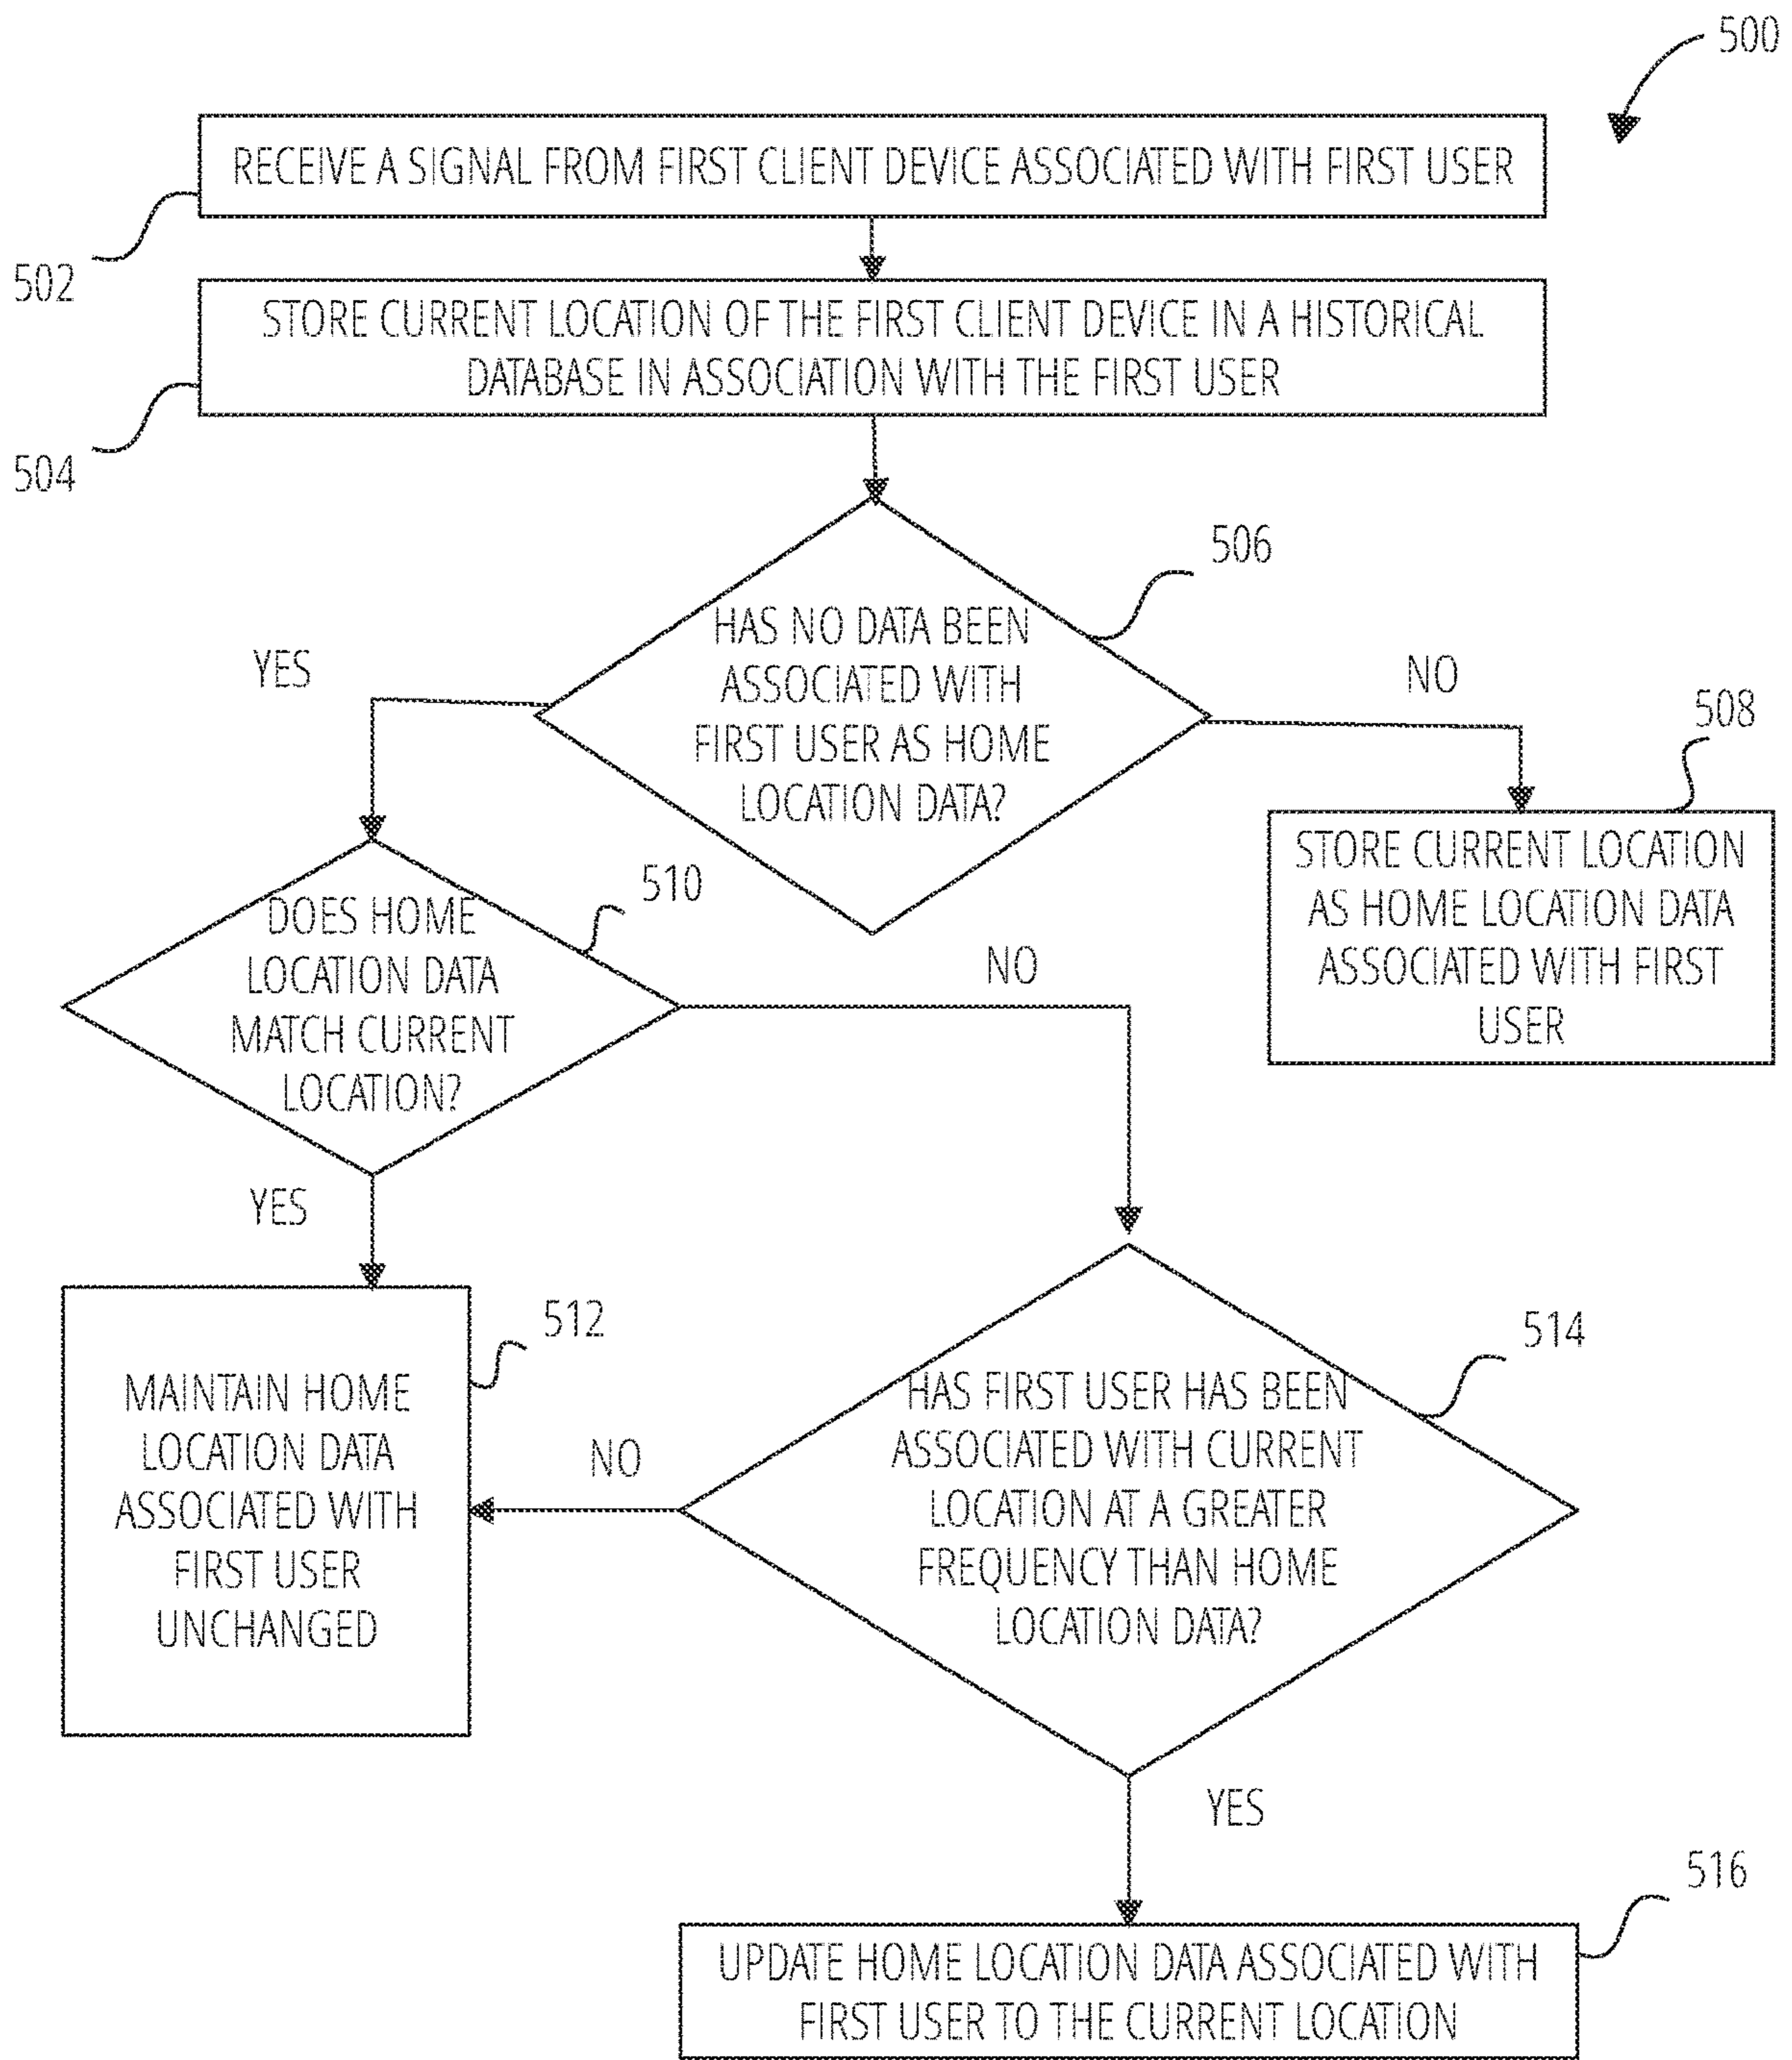 500
RECEIVE A SIGNAL FROM FIRST CLIENT DEVICE ASSOCIATED WITH FIRST USER
502
STORE CURRENT LOCATION OF THE FIRST CLIENT DEVICE IN A HISTORICAL
DATABASE IN ASSOCIATION WITH THE FIRST USER
504
506
HAS NO DATA BEEN
ASSOCIATED WITH
FIRST USER AS HOME
LOCATION DATA?
YES
NO
508
STORE CURRENT LOCATION
AS HOME LOCATION DATA
ASSOCIATED WITH FIRST
USER
510
DOES HOME
LOCATION DATA
MATCH CURRENT
LOCATION?
NO
YES
512
MAINTAIN HOME
LOCATION DATA
ASSOCIATED WITH
FIRST USER
UNCHANGED
514
HAS FIRST USER HAS BEEN
ASSOCIATED WITH CURRENT
LOCATION AT A GREATER
FREQUENCY THAN HOME
LOCATION DATA?
NO
YES
516
UPDATE HOME LOCATION DATA ASSOCIATED WITH
FIRST USER TO THE CURRENT LOCATION